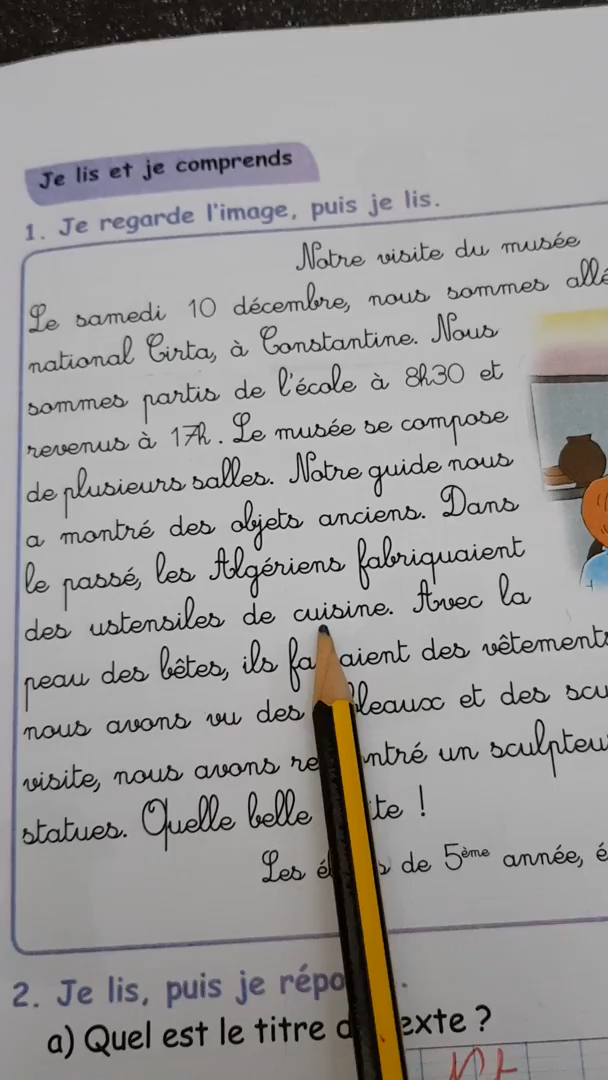 Je lis et je comprends
1. Je regarde l'image, puis je lis.
Notre visite du musée
Le samedi 10 décembre, nous sommes allé
national Cirta, à Constantine. Nous
sommes partis de l'école à 8h30 et
revenus à 17h. Le musée se compose
de plusieurs salles. Notre guide nous
a montré des objets anciens. Dans
le passé, les Algériens fabriquaient
des ustensiles de cuisine. Avec la
peau des bêtes, ils fa aient des vêtements
nous avons vu des bleaux et des scu
visite, nous avons re ntré un sculpteu
statues. Quelle belle te !
Les é s de 5ème année, é
2. Je lis, puis je répo .
a) Quel est le titre d exte ?